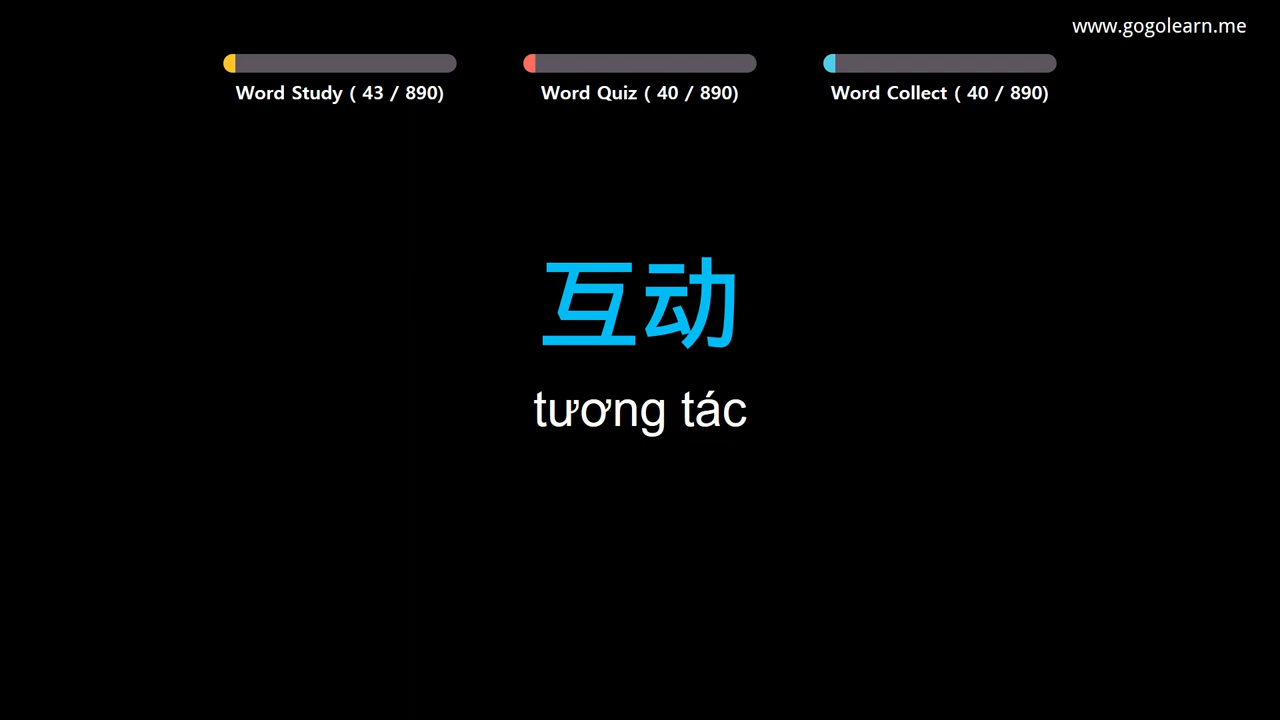 www.gogolearn.me
Word Study ( 43 / 890)
Word Quiz ( 40 / 890)
Word Collect ( 40 / 890)
互动
tương tác